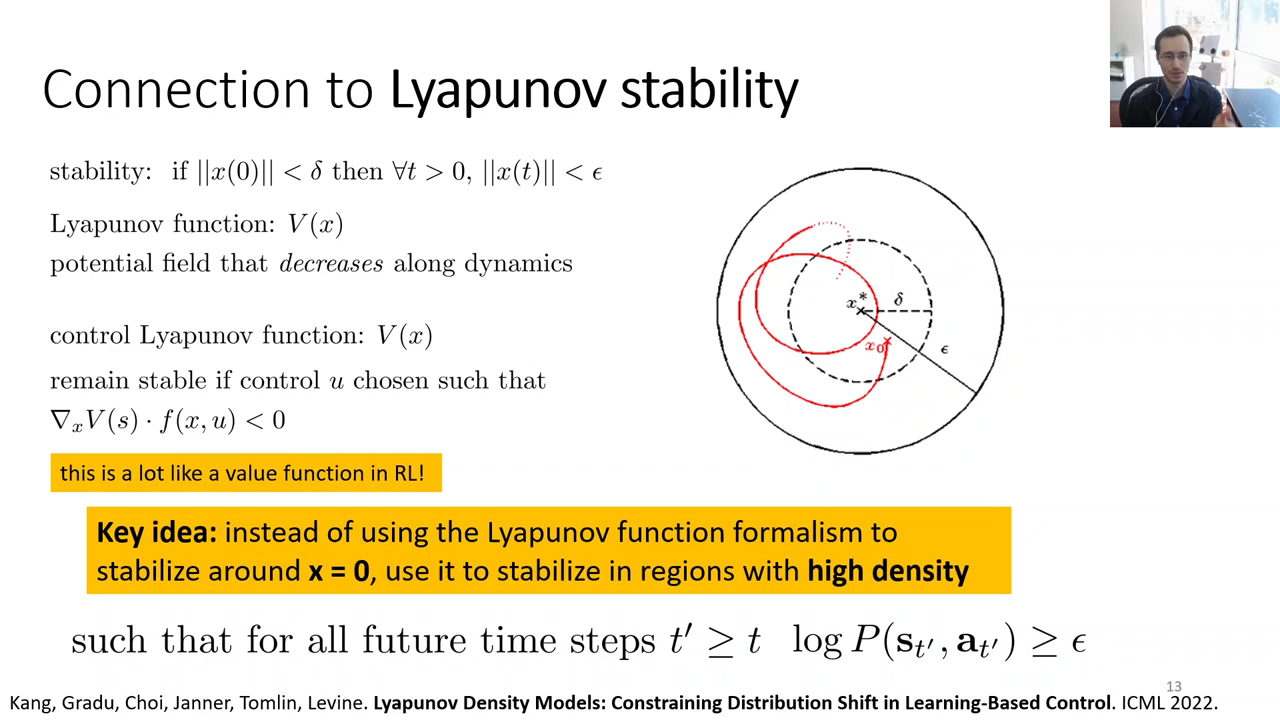 Connection to Lyapunov stability
stability: if ||x(0)|| < δ then ∀t > 0, ||x(t)|| < ϵ
Lyapunov function: V(x)
potential field that decreases along dynamics
control Lyapunov function: V(x)
remain stable if control u chosen such that
∇ₓV(s) · f(x, u) < 0
this is a lot like a value function in RL!
x*
δ
x₀
ϵ
Key idea: instead of using the Lyapunov function formalism to
stabilize around x = 0, use it to stabilize in regions with high density
such that for all future time steps t′ ≥ t log P(s_{t′}, a_{t′}) ≥ ϵ
13
Kang, Gradu, Choi, Janner, Tomlin, Levine. Lyapunov Density Models: Constraining Distribution Shift in Learning-Based Control. ICML 2022.